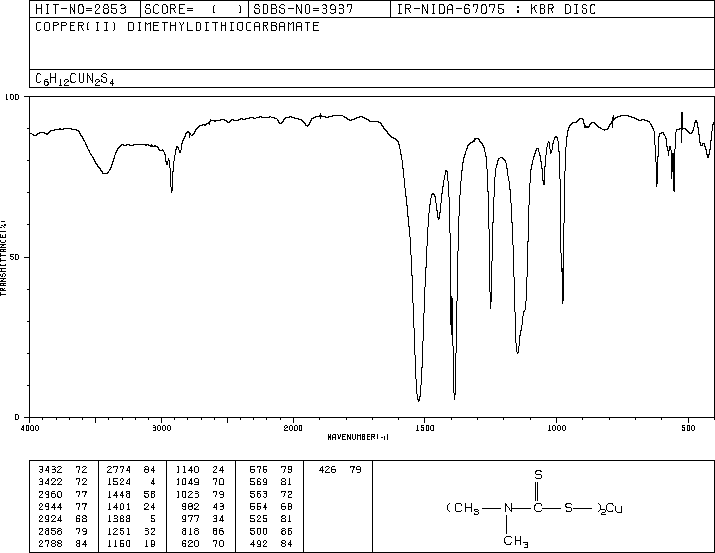 HIT-NO=2853 SCORE= ( ) SDBS-NO=3937 IR-NIDA-67075 : KBR DISC
COPPER(II) DIMETHYLDITHIOCARBAMATE
C6H12CUN2S4
100
50
0
TRANSMITTANCE(%)
4000 3000 2000 1500 1000 500
WAVENUMBER(-1)
3432 72 2774 84 1140 24 576 79 426 79
3422 72 1524 4 1049 70 569 81
2960 77 1448 58 1023 79 563 72
2944 77 1401 24 982 43 554 68
2924 68 1388 5 977 34 525 81
2856 79 1251 32 818 86 500 86
2788 84 1150 19 620 70 492 84
S
(CH3 N C S )2Cu
CH3